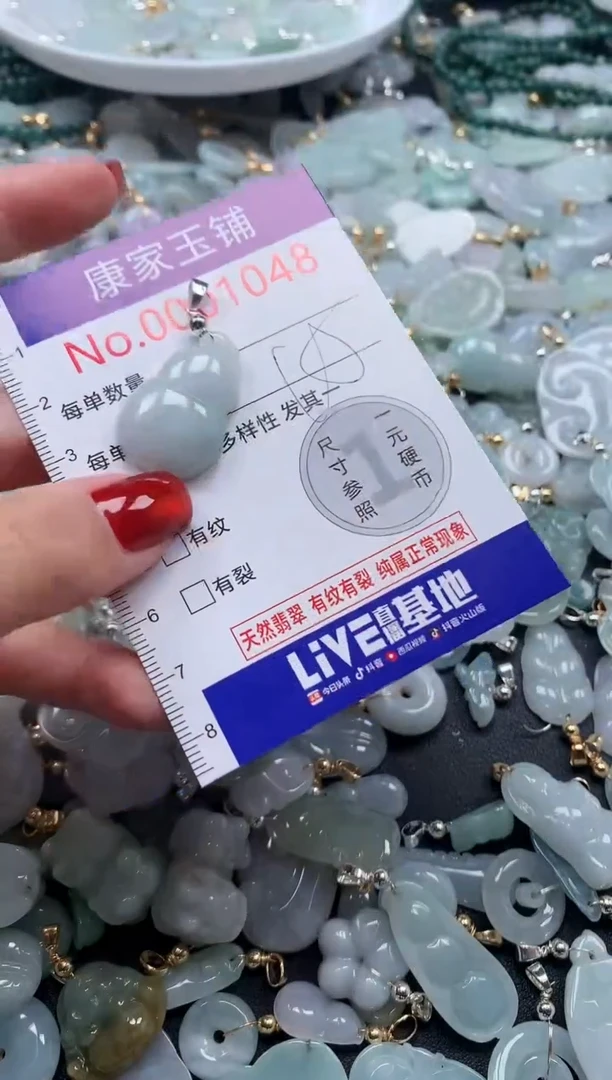 康家玉铺
No.0001048
每单数量
每单
多样性 发其一
一元硬币
尺寸参照
有纹
有裂
天然翡翠 有纹有裂 纯属正常现象
LiVE直播基地
今日头条 抖音 西瓜视频 抖音火山版
1
2
3
6
7
8